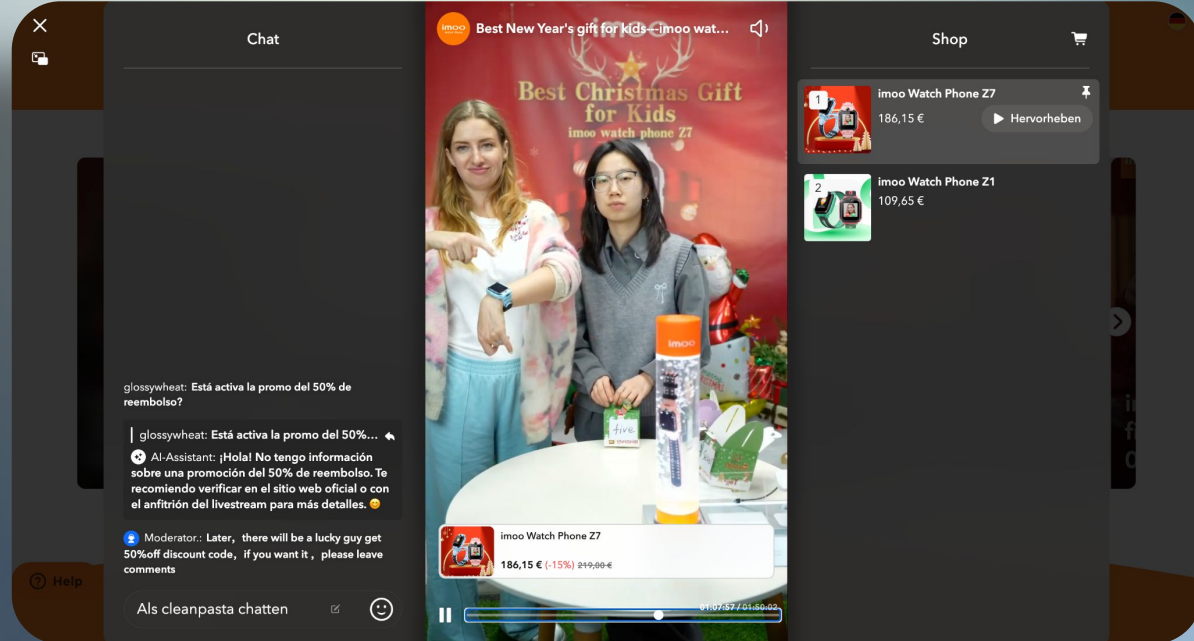 Chat
glossywheat: Está activa la promo del 50% de
reembolso?
glossywheat: Está activa la promo del 50%...
AI-Assistant: ¡Hola! No tengo información
sobre una promoción del 50% de reembolso. Te
recomiendo verificar en el sitio web oficial o con
el anfitrión del livestream para más detalles. 😊
Moderator.: Later, there will be a lucky guy get
50%off discount code, if you want it , please leave
comments
Als cleanpasta chatten
Help
imoo
Best New Year's gift for kids---imoo wat...
Best Christmas Gift
for Kids
imoo watch phone Z7
imoo
five
imoo Watch Phone Z7
186,15 € (-15%) 219,00 €
01:07:57 / 01:50:02
Shop
1
imoo Watch Phone Z7
186,15 €
Hervorheben
2
imoo Watch Phone Z1
109,65 €